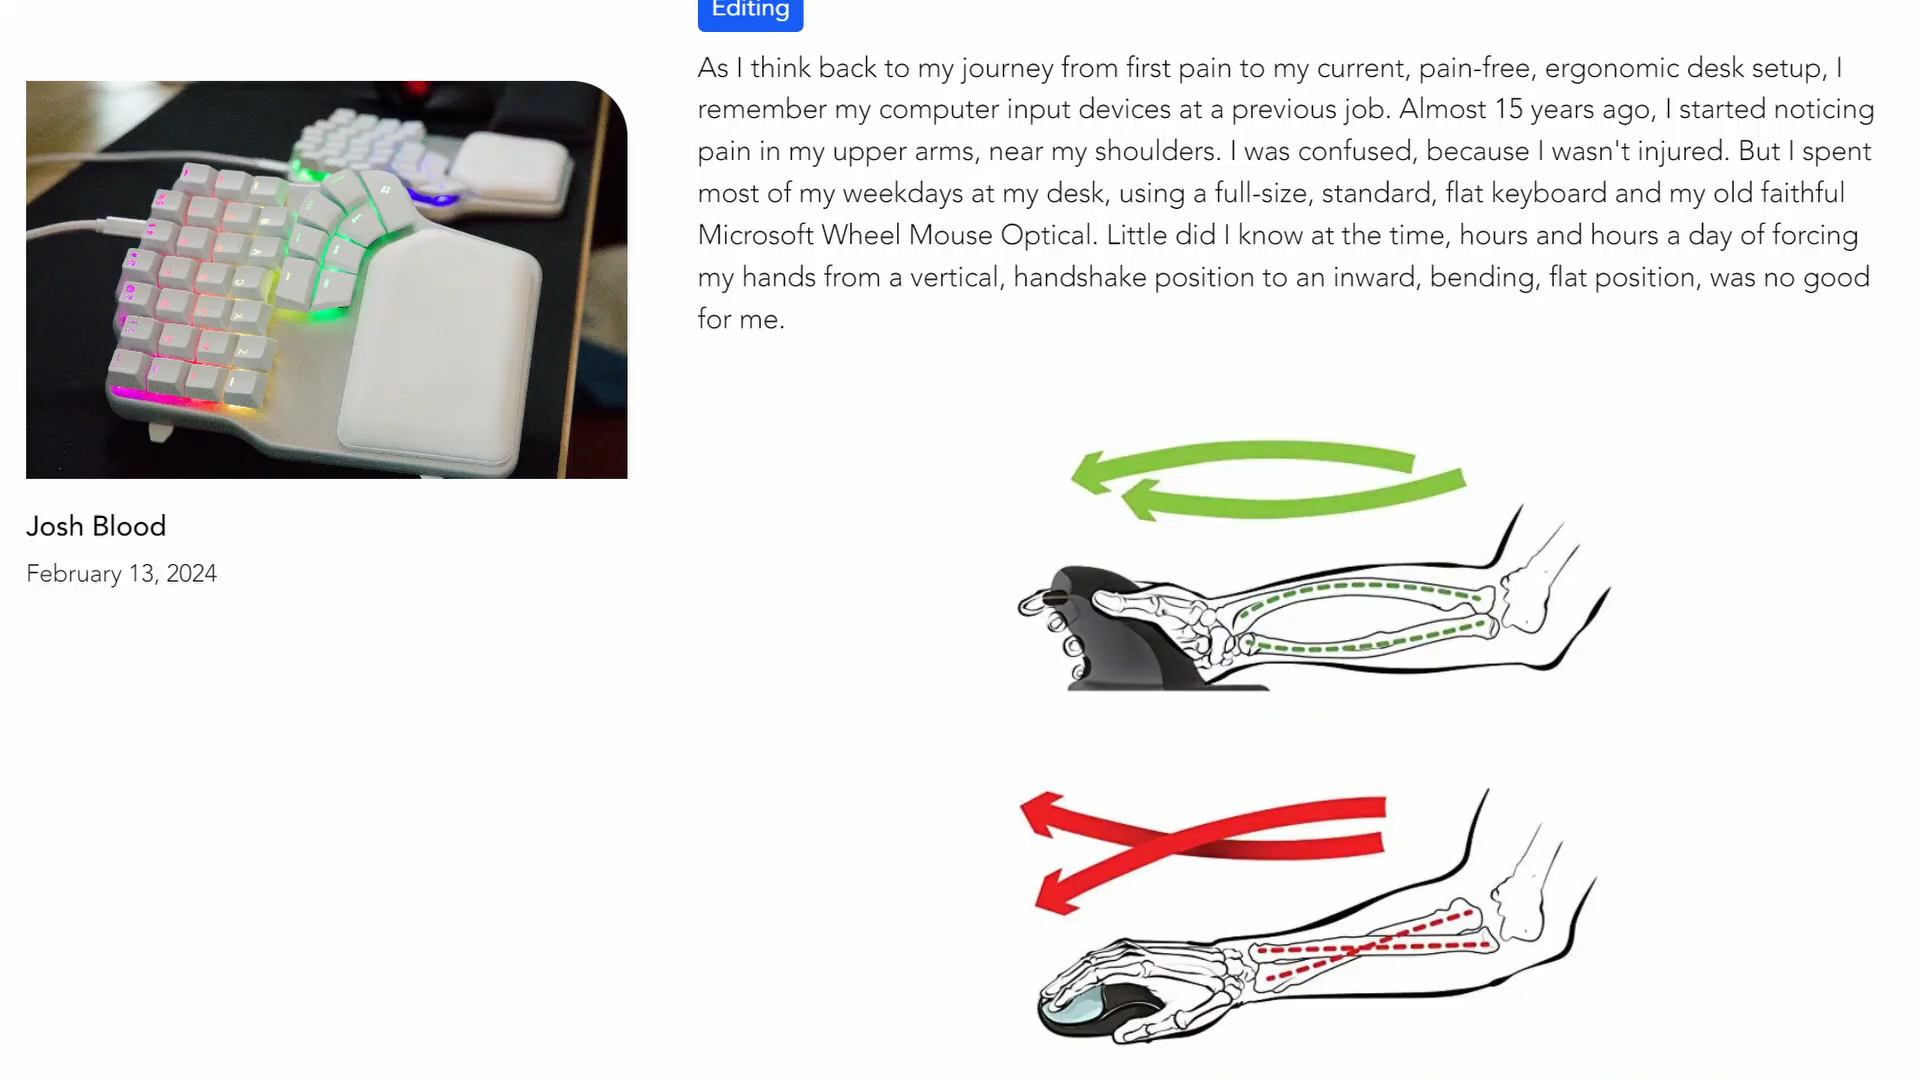 Editing
As I think back to my journey from first pain to my current, pain-free, ergonomic desk setup, I
remember my computer input devices at a previous job. Almost 15 years ago, I started noticing
pain in my upper arms, near my shoulders. I was confused, because I wasn't injured. But I spent
most of my weekdays at my desk, using a full-size, standard, flat keyboard and my old faithful
Microsoft Wheel Mouse Optical. Little did I know at the time, hours and hours a day of forcing
my hands from a vertical, handshake position to an inward, bending, flat position, was no good
for me.
Josh Blood
February 13, 2024